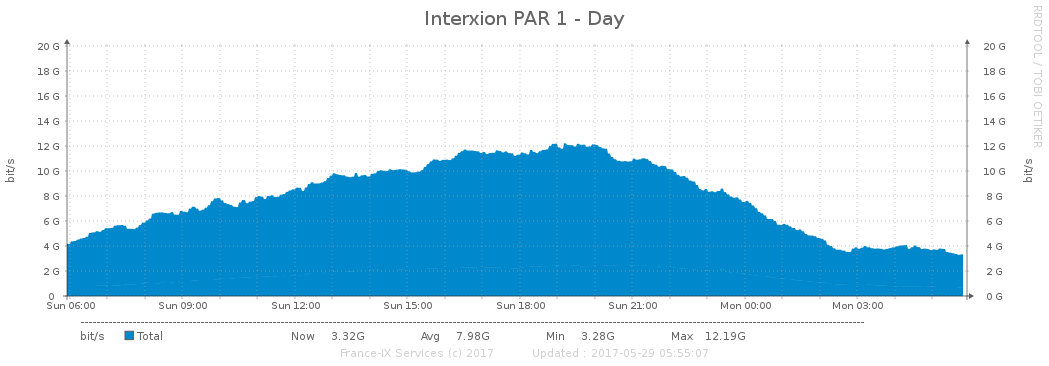 Interxion PAR 1 - Day
RRDTOOL / TOBI OETIKER
bit/s
bit/s
20 G 20 G
18 G 18 G
16 G 16 G
14 G 14 G
12 G 12 G
10 G 10 G
8 G 8 G
6 G 6 G
4 G 4 G
2 G 2 G
0 0 G
Sun 06:00 Sun 09:00 Sun 12:00 Sun 15:00 Sun 18:00 Sun 21:00 Mon 00:00 Mon 03:00
bit/s Total Now 3.32G Avg 7.98G Min 3.28G Max 12.19G
France-IX Services (c) 2017 Updated : 2017-05-29 05:55:07